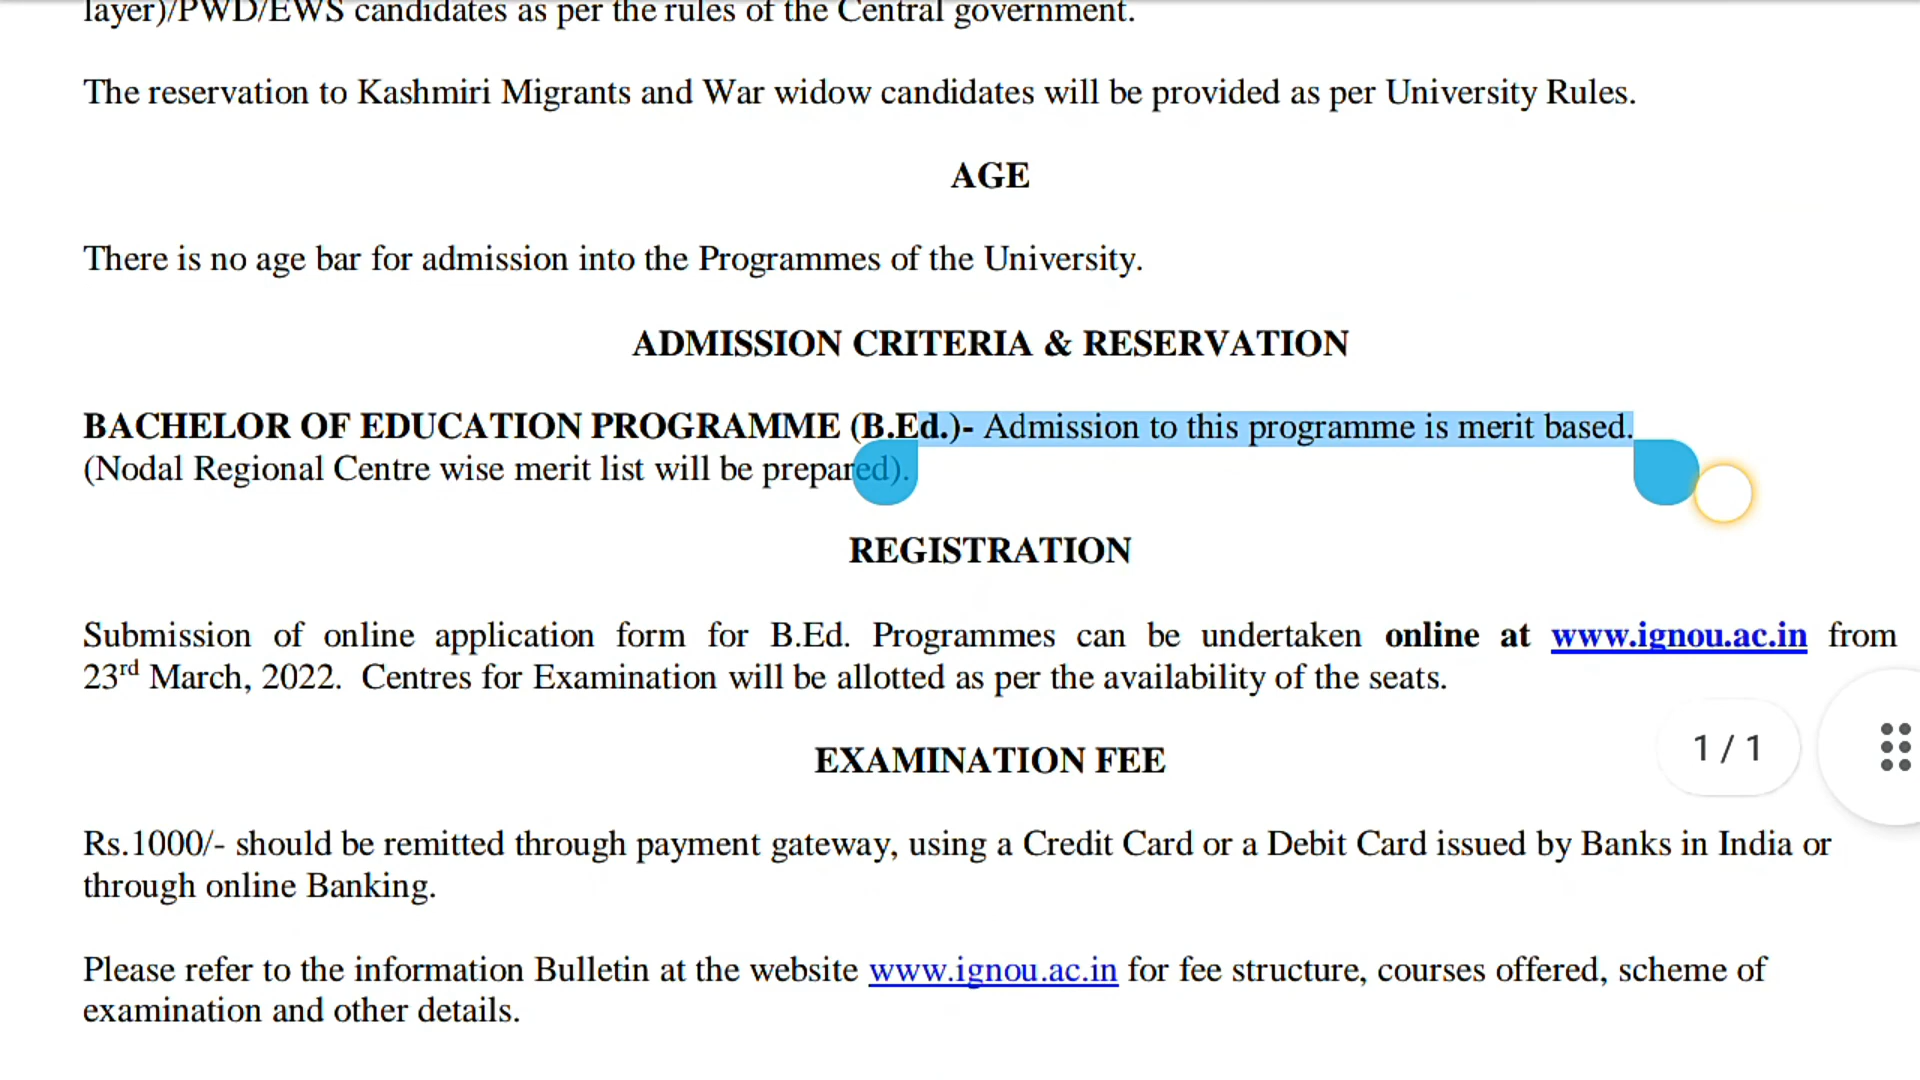 layer)/PWD/EWS candidates as per the rules of the Central government.
The reservation to Kashmiri Migrants and War widow candidates will be provided as per University Rules.
AGE
There is no age bar for admission into the Programmes of the University.
ADMISSION CRITERIA & RESERVATION
BACHELOR OF EDUCATION PROGRAMME (B.Ed.)- Admission to this programme is merit based.
(Nodal Regional Centre wise merit list will be prepared).
REGISTRATION
Submission of online application form for B.Ed. Programmes can be undertaken online at www.ignou.ac.in from
23rd March, 2022. Centres for Examination will be allotted as per the availability of the seats.
1 / 1
EXAMINATION FEE
Rs.1000/- should be remitted through payment gateway, using a Credit Card or a Debit Card issued by Banks in India or
through online Banking.
Please refer to the information Bulletin at the website www.ignou.ac.in for fee structure, courses offered, scheme of
examination and other details.